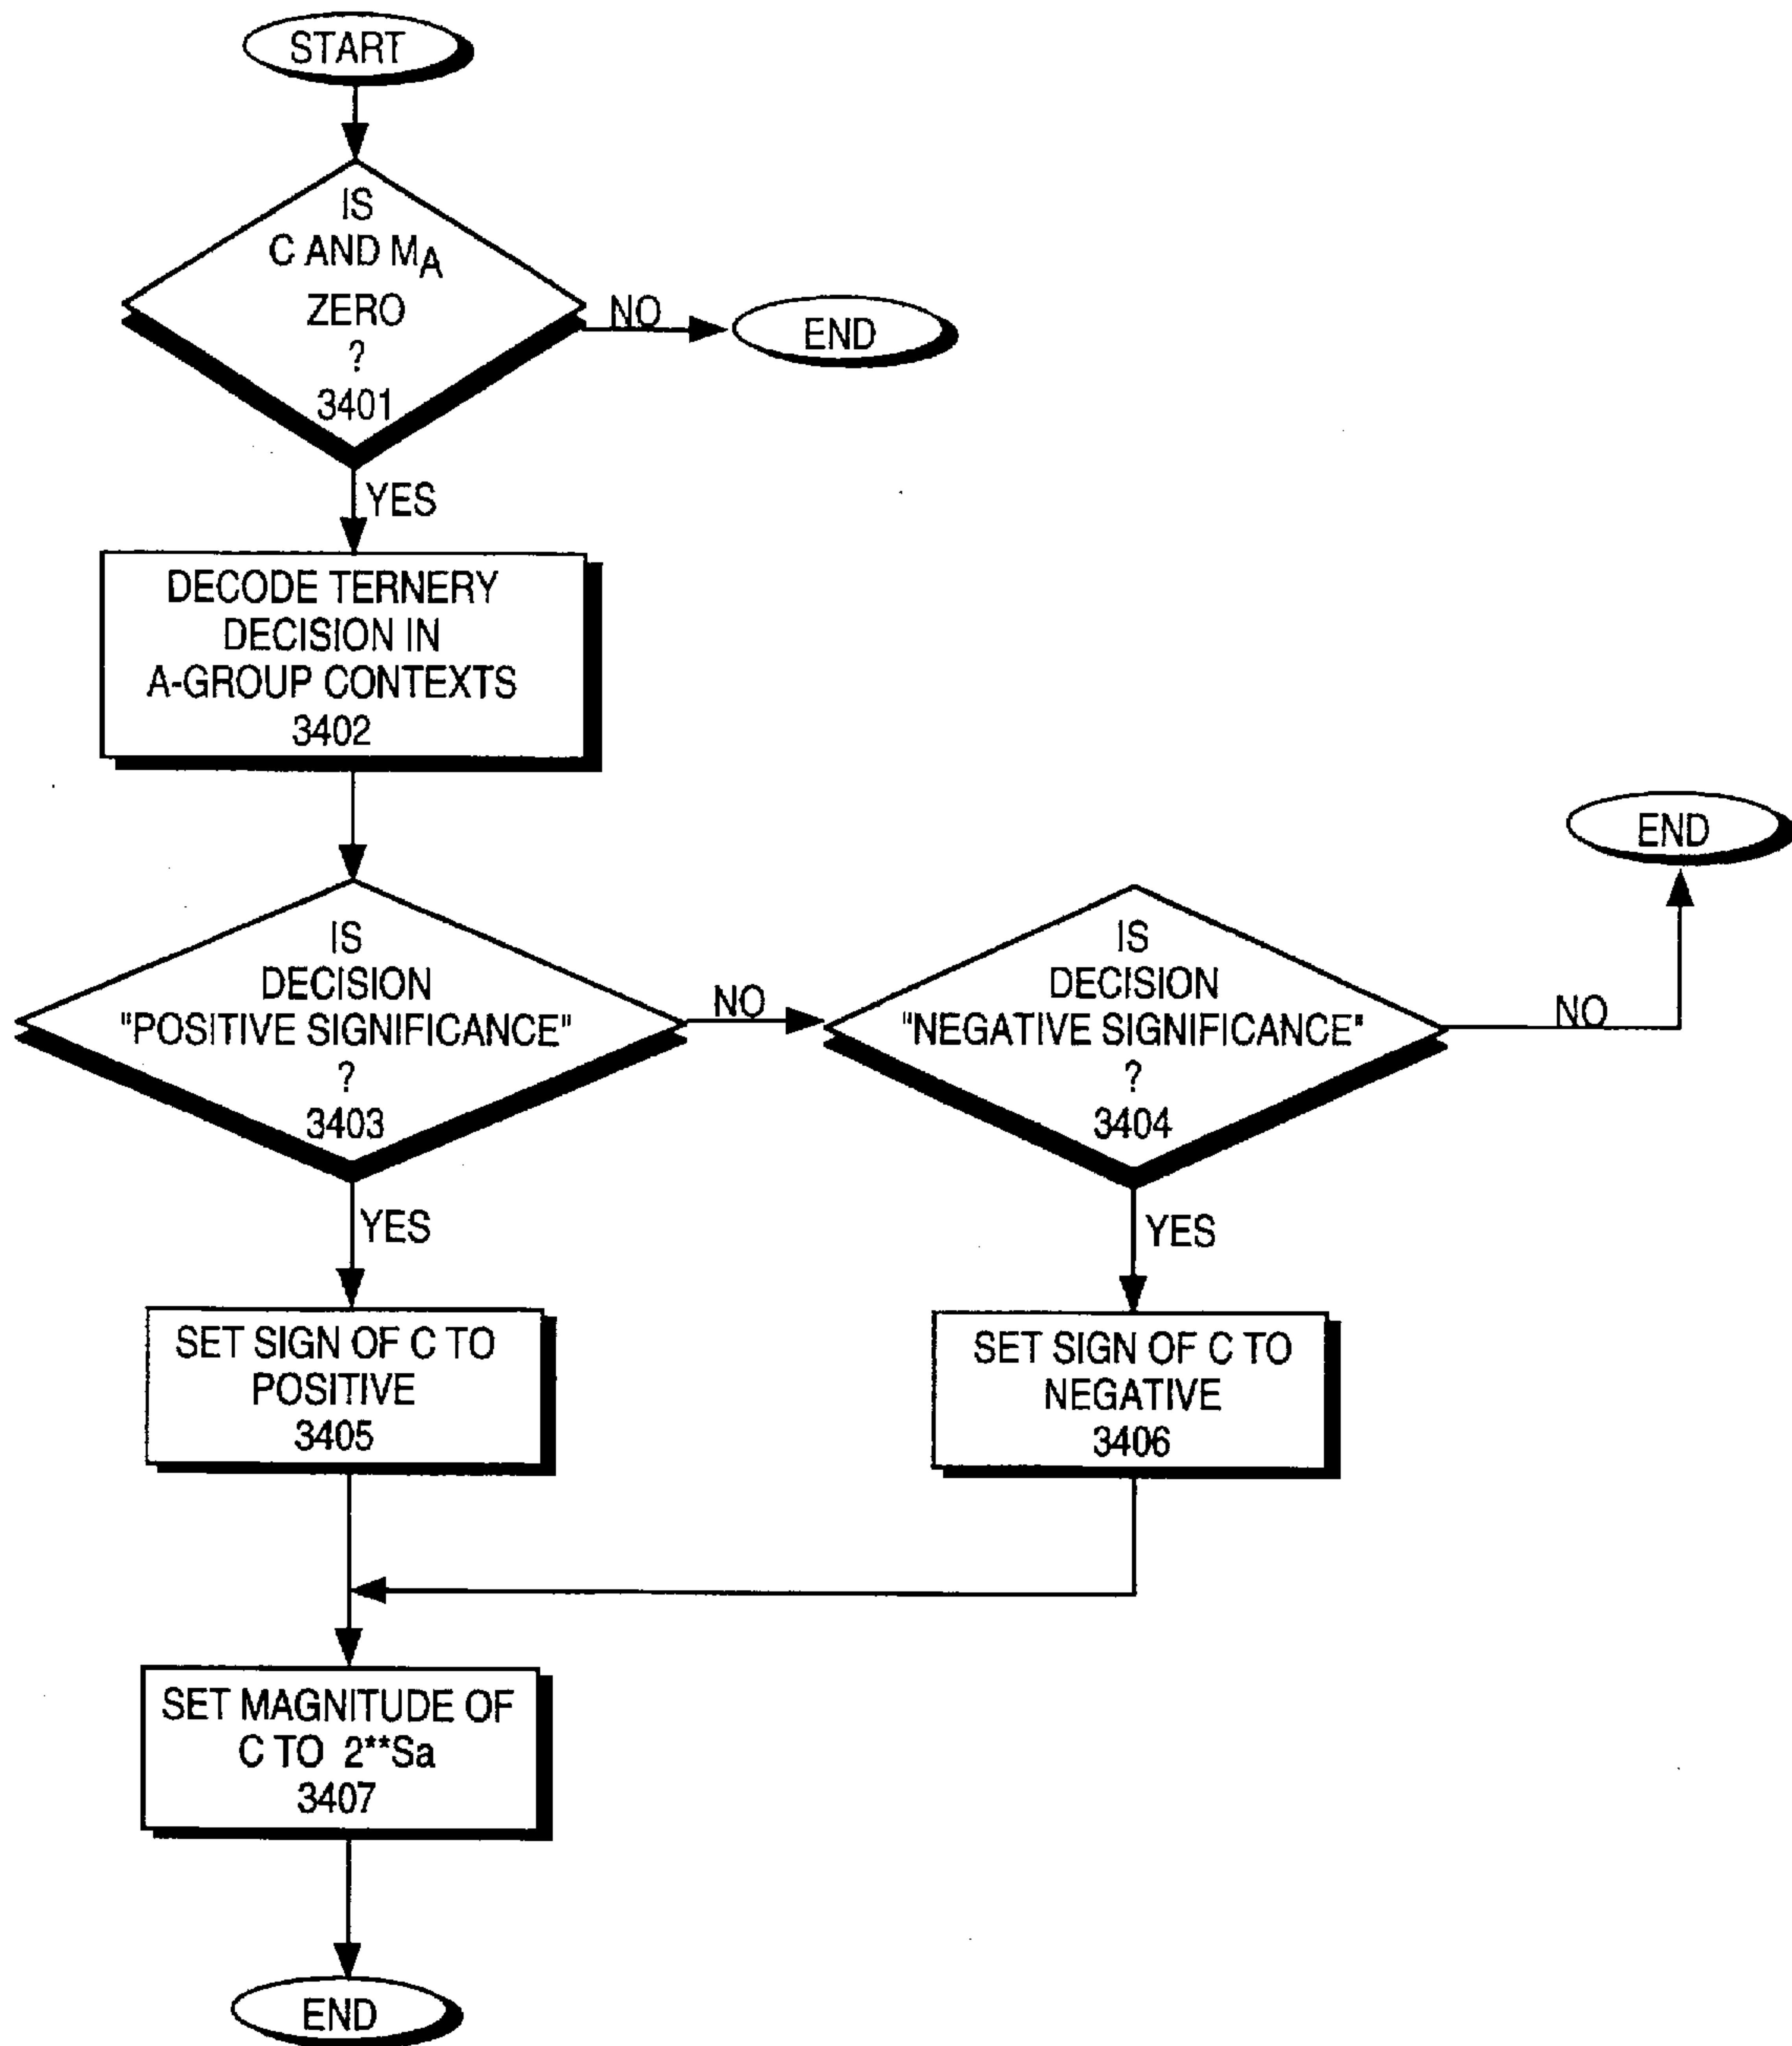 START
IS
C AND MA
ZERO
?
3401
NO
END
YES
DECODE TERNERY
DECISION IN
A-GROUP CONTEXTS
3402
END
IS
DECISION
"POSITIVE SIGNIFICANCE"
?
3403
NO
IS
DECISION
"NEGATIVE SIGNIFICANCE"
?
3404
NO
YES
YES
SET SIGN OF C TO
POSITIVE
3405
SET SIGN OF C TO
NEGATIVE
3406
SET MAGNITUDE OF
C TO 2**Sa
3407
END